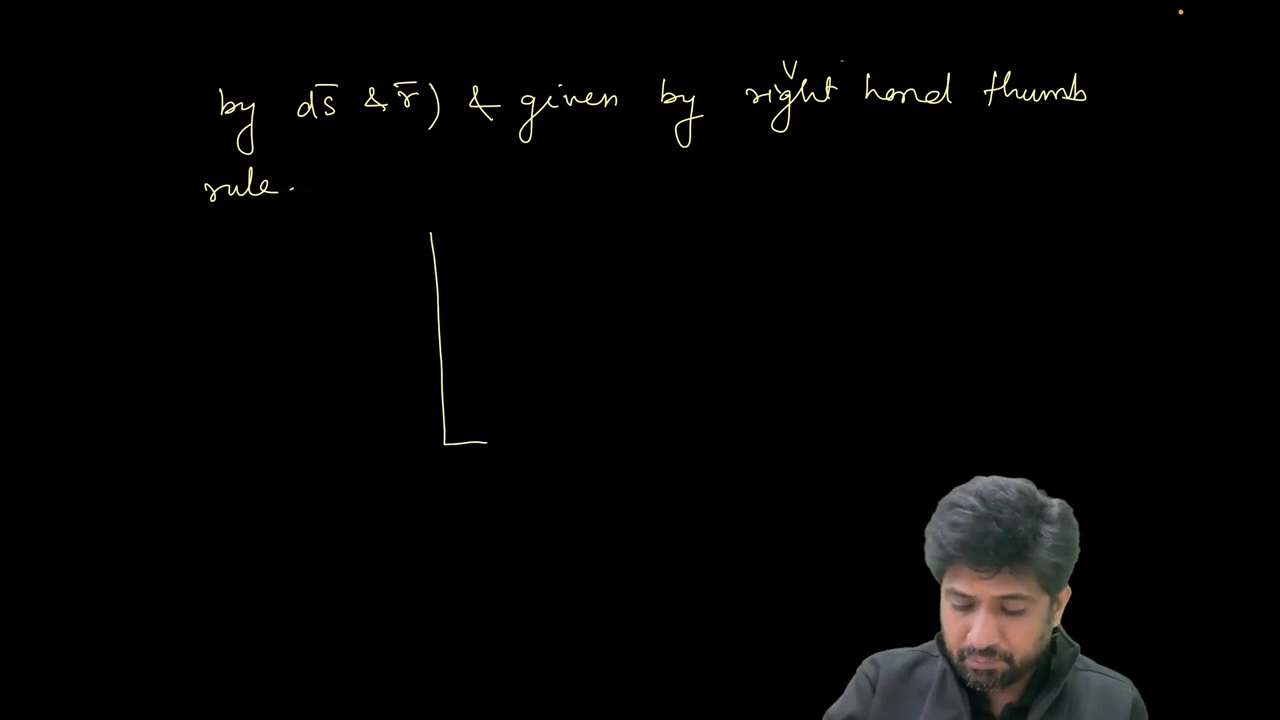 by ds̅ & r̅) & given by right hand thumb
rule.